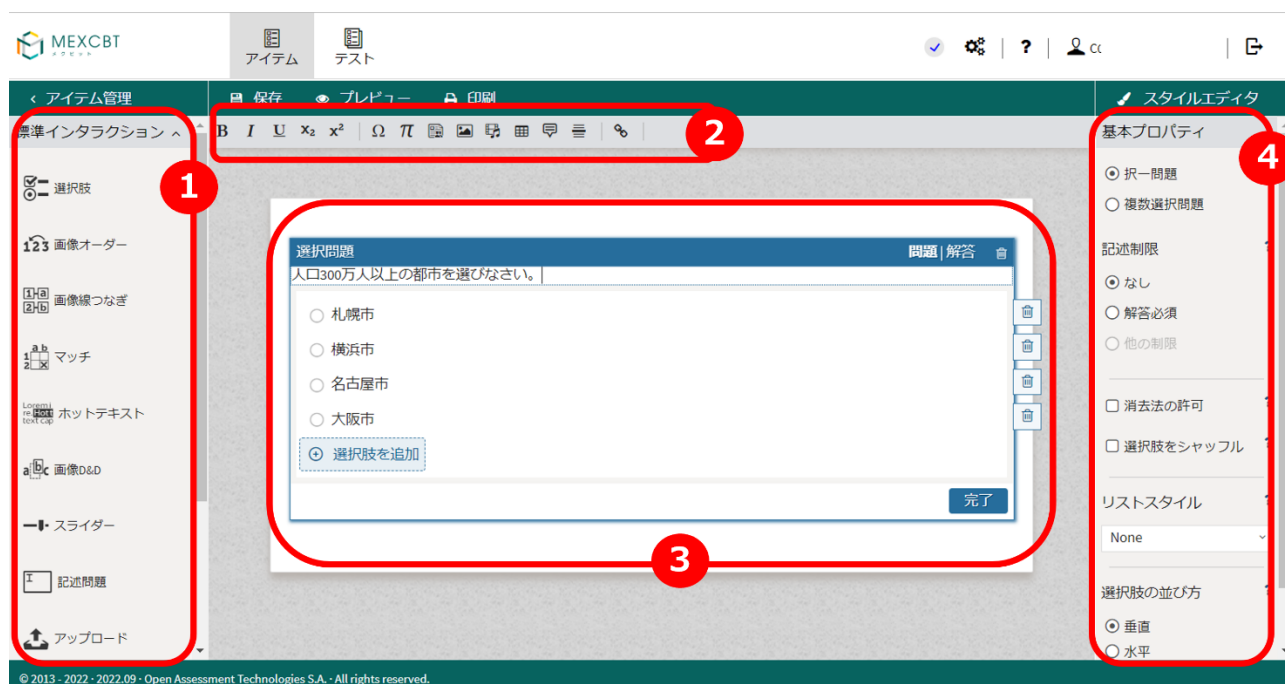 MEXCBT
メクビット
アイテム
テスト
?
アイテム管理
保存
プレビュー
印刷
スタイルエディタ
標準インタラクション
B I U x₂ x² Ω π
2
基本プロパティ
4
1
選択肢
123 画像オーダー
画像線つなぎ
マッチ
ホットテキスト
画像D&D
スライダー
記述問題
アップロード
選択問題
問題 | 解答
人口300万人以上の都市を選びなさい。
札幌市
横浜市
名古屋市
大阪市
選択肢を追加
完了
3
択一問題
複数選択問題
記述制限
なし
解答必須
他の制限
消去法の許可
選択肢をシャッフル
リストスタイル
None
選択肢の並び方
垂直
水平
© 2013 - 2022 · 2022.09 · Open Assessment Technologies S.A. · All rights reserved.